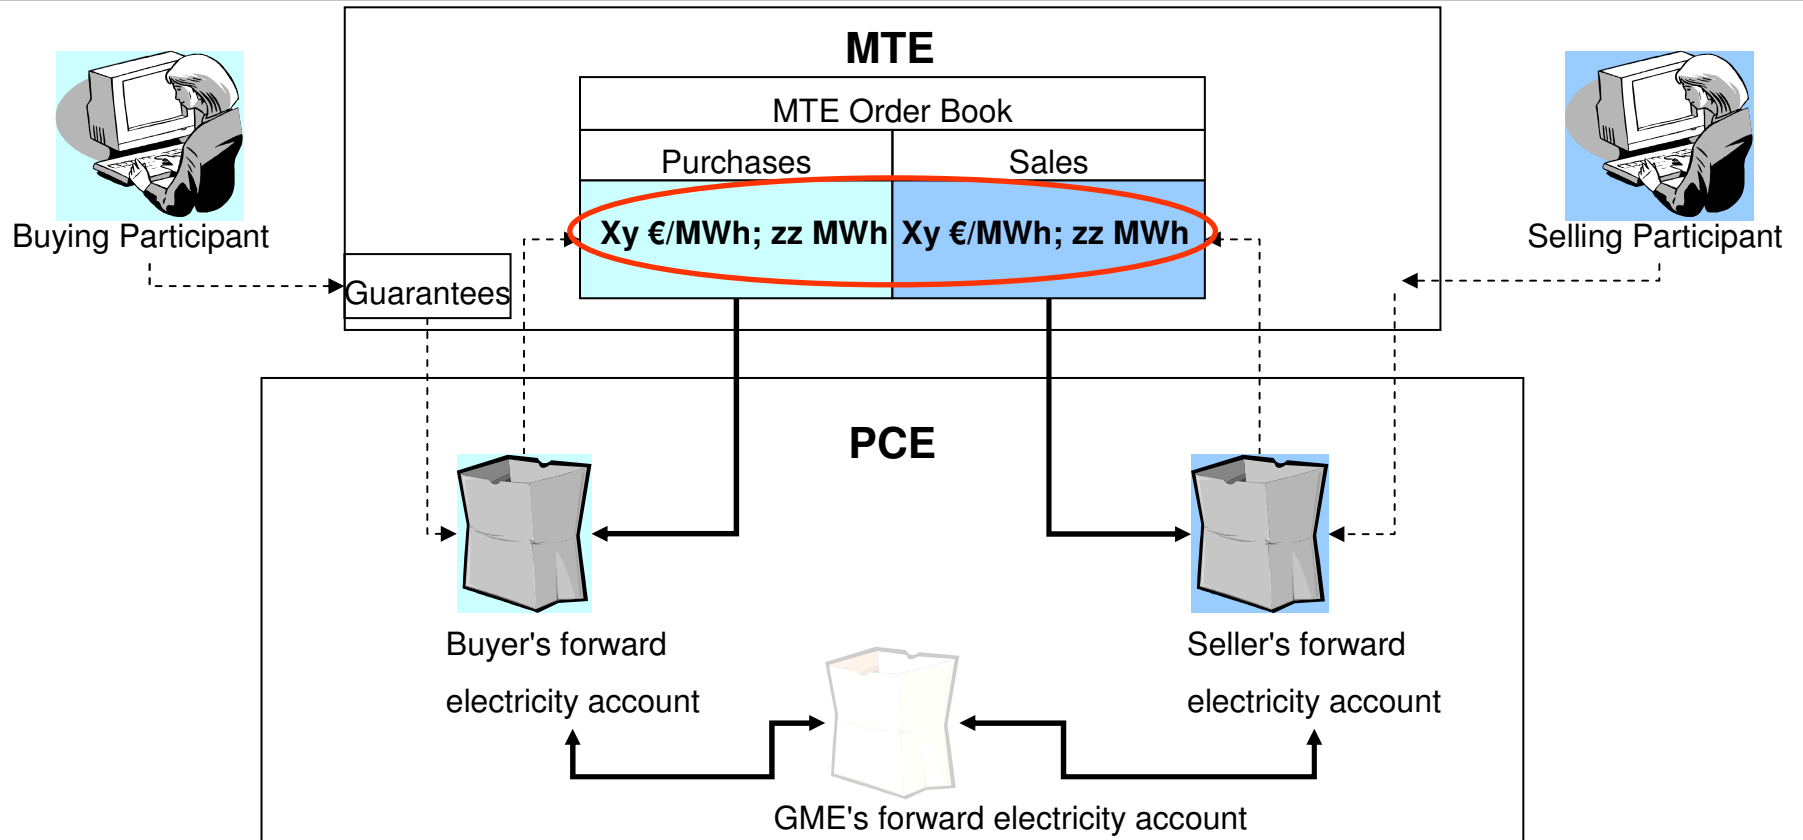 MTE
MTE Order Book
Purchases
Sales
Xy €/MWh; zz MWh
Xy €/MWh; zz MWh
Buying Participant
Selling Participant
Guarantees
PCE
Buyer's forward
electricity account
Seller's forward
electricity account
GME's forward electricity account